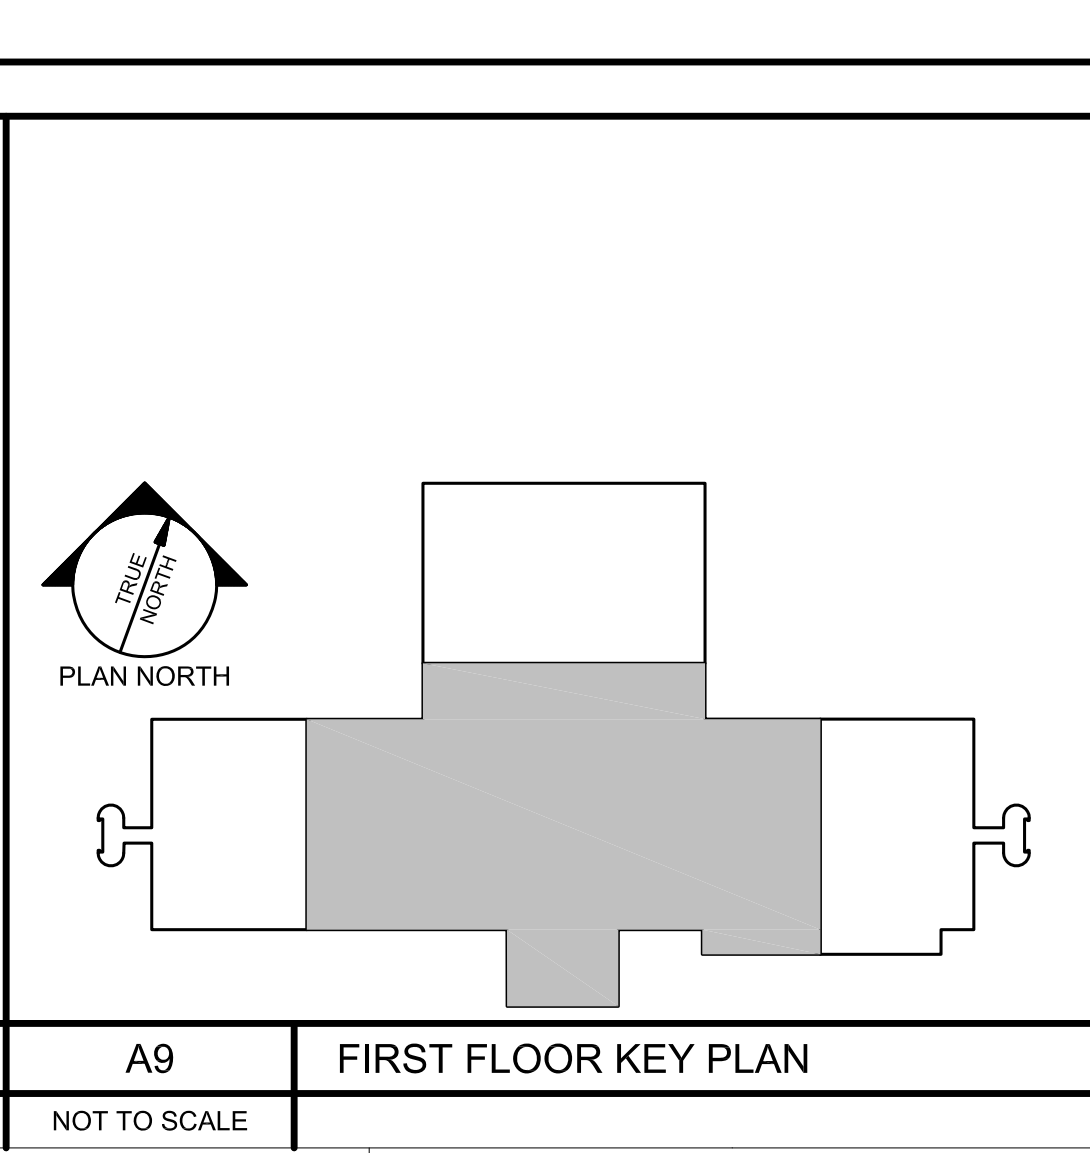 TRUE
NORTH
PLAN NORTH
A9
FIRST FLOOR KEY PLAN
NOT TO SCALE